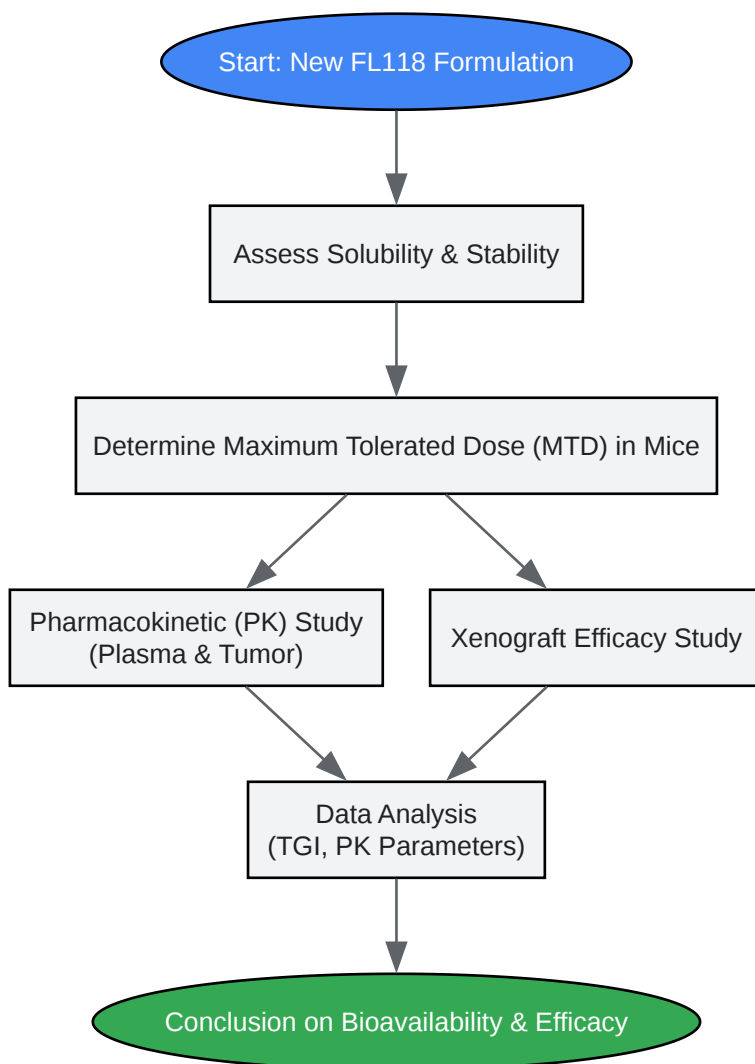 Start: New FL118 Formulation
Assess Solubility & Stability
Determine Maximum Tolerated Dose (MTD) in Mice
Pharmacokinetic (PK) Study
(Plasma & Tumor)
Xenograft Efficacy Study
Data Analysis
(TGI, PK Parameters)
Conclusion on Bioavailability & Efficacy